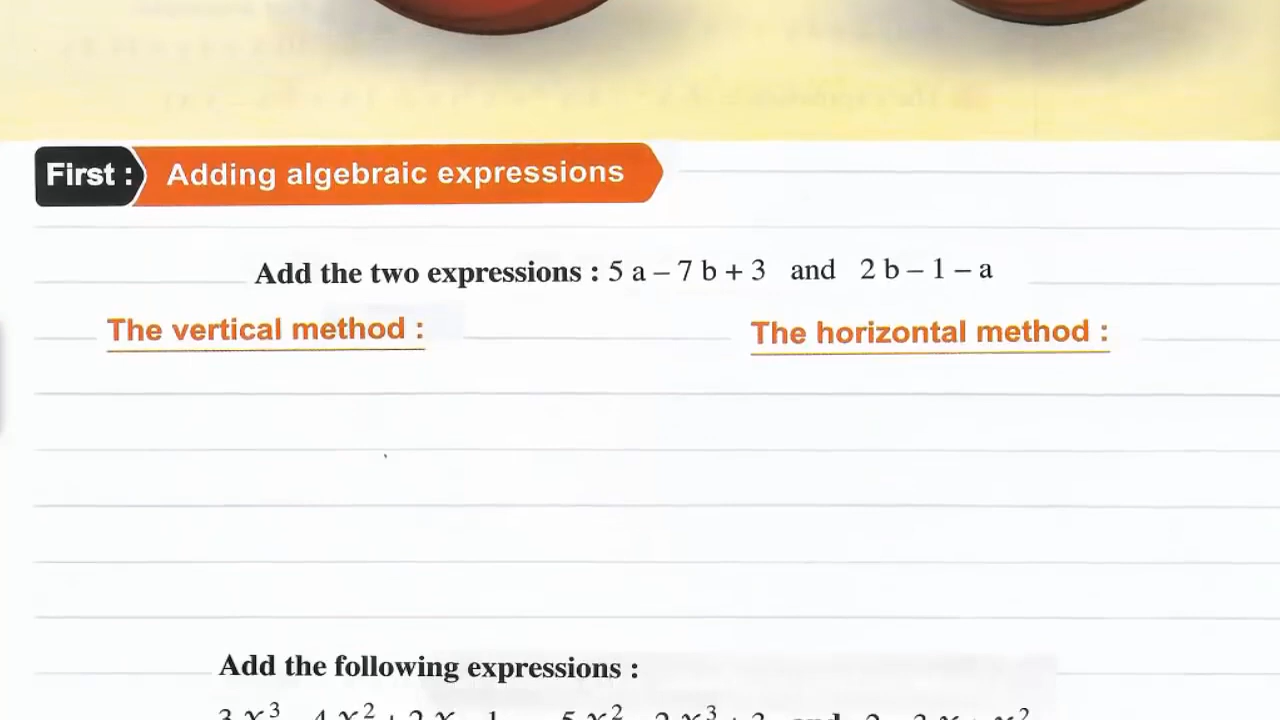 First : Adding algebraic expressions
Add the two expressions : 5 a – 7 b + 3 and 2 b – 1 – a
The vertical method :
The horizontal method :
Add the following expressions :